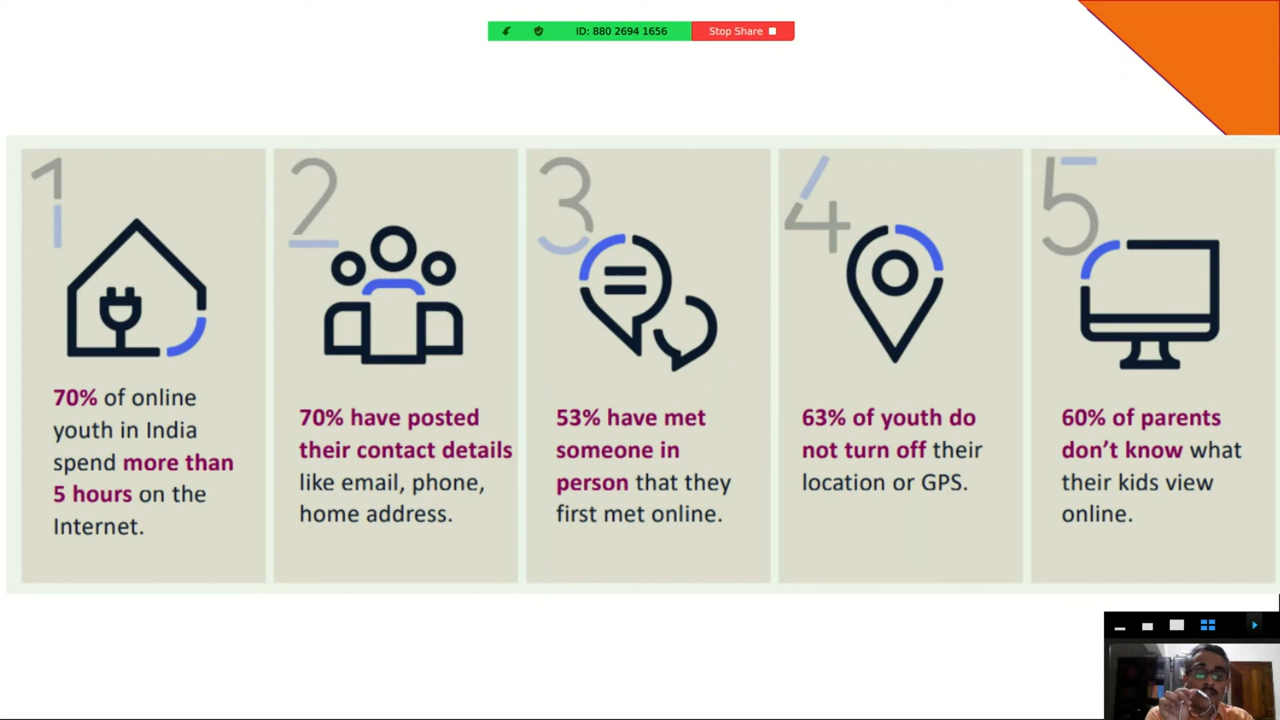 ID: 880 2694 1656
Stop Share
1
70% of online
youth in India
spend more than
5 hours on the
Internet.
2
70% have posted
their contact details
like email, phone,
home address.
3
53% have met
someone in
person that they
first met online.
4
63% of youth do
not turn off their
location or GPS.
5
60% of parents
don’t know what
their kids view
online.